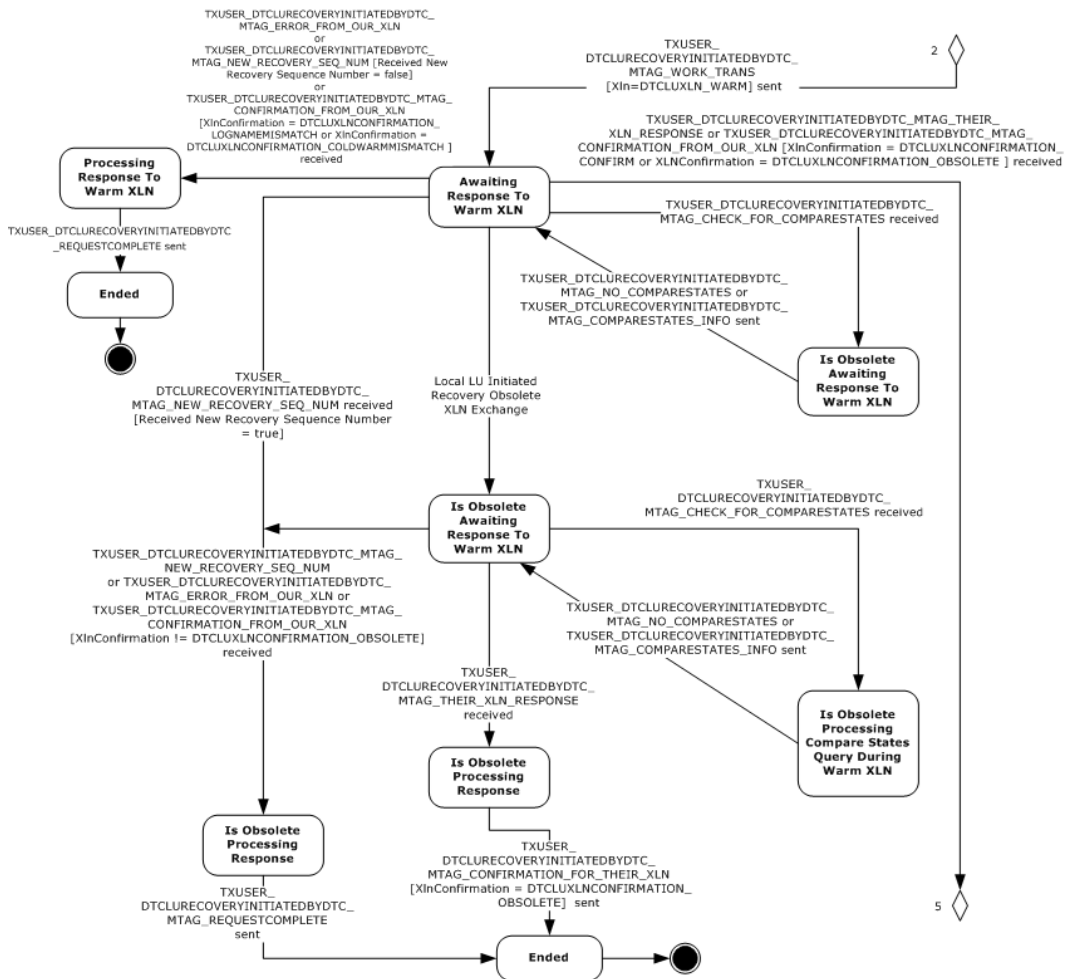 TXUSER_DTCLURECOVERYINITIATEDBYDTC_
MTAG_ERROR_FROM_OUR_XLN
or
TXUSER_DTCLURECOVERYINITIATEDBYDTC_
MTAG_NEW_RECOVERY_SEQ_NUM [Received New
Recovery Sequence Number = false]
or
TXUSER_DTCLURECOVERYINITIATEDBYDTC_MTAG_
CONFIRMATION_FROM_OUR_XLN
[XlnConfirmation = DTCLUXLNCONFIRMATION_
LOGNAMEMISMATCH or XlnConfirmation =
DTCLUXLNCONFIRMATION_COLDWARMMISMATCH ]
received
TXUSER_
DTCLURECOVERYINITIATEDBYDTC_
MTAG_WORK_TRANS
[Xln=DTCLUXLN_WARM] sent
2
TXUSER_DTCLURECOVERYINITIATEDBYDTC_MTAG_THEIR_
XLN_RESPONSE or TXUSER_DTCLURECOVERYINITIATEDBYDTC_MTAG_
CONFIRMATION_FROM_OUR_XLN [XlnConfirmation = DTCLUXLNCONFIRMATION_
CONFIRM or XLNConfirmation = DTCLUXLNCONFIRMATION_OBSOLETE ] received
Processing
Response To
Warm XLN
Awaiting
Response To
Warm XLN
TXUSER_DTCLURECOVERYINITIATEDBYDTC_
MTAG_CHECK_FOR_COMPARESTATES received
TXUSER_DTCLURECOVERYINITIATEDBYDTC
_REQUESTCOMPLETE sent
Ended
TXUSER_DTCLURECOVERYINITIATEDBYDTC_
MTAG_NO_COMPARESTATES or
TXUSER_DTCLURECOVERYINITIATEDBYDTC_
MTAG_COMPARESTATES_INFO sent
Is Obsolete
Awaiting
Response To
Warm XLN
TXUSER_
DTCLURECOVERYINITIATEDBYDTC_
MTAG_NEW_RECOVERY_SEQ_NUM received
[Received New Recovery Sequence Number
= true]
Local LU Initiated
Recovery Obsolete
XLN Exchange
Is Obsolete
Awaiting
Response To
Warm XLN
TXUSER_
DTCLURECOVERYINITIATEDBYDTC_
MTAG_CHECK_FOR_COMPARESTATES received
TXUSER_DTCLURECOVERYINITIATEDBYDTC_MTAG_
NEW_RECOVERY_SEQ_NUM
or TXUSER_DTCLURECOVERYINITIATEDBYDTC_
MTAG_ERROR_FROM_OUR_XLN or
TXUSER_DTCLURECOVERYINITIATEDBYDTC_MTAG_
CONFIRMATION_FROM_OUR_XLN
[XlnConfirmation != DTCLUXLNCONFIRMATION_OBSOLETE]
received
TXUSER_DTCLURECOVERYINITIATEDBYDTC_
MTAG_NO_COMPARESTATES or
TXUSER_DTCLURECOVERYINITIATEDBYDTC_
MTAG_COMPARESTATES_INFO sent
TXUSER_
DTCLURECOVERYINITIATEDBYDTC_
MTAG_THEIR_XLN_RESPONSE
received
Is Obsolete
Processing
Compare States
Query During
Warm XLN
Is Obsolete
Processing
Response
Is Obsolete
Processing
Response
TXUSER_
DTCLURECOVERYINITIATEDBYDTC_
MTAG_CONFIRMATION_FOR_THEIR_XLN
[XlnConfirmation = DTCLUXLNCONFIRMATION_
OBSOLETE] sent
TXUSER_
DTCLURECOVERYINITIATEDBYDTC_
MTAG_REQUESTCOMPLETE
sent
5
Ended